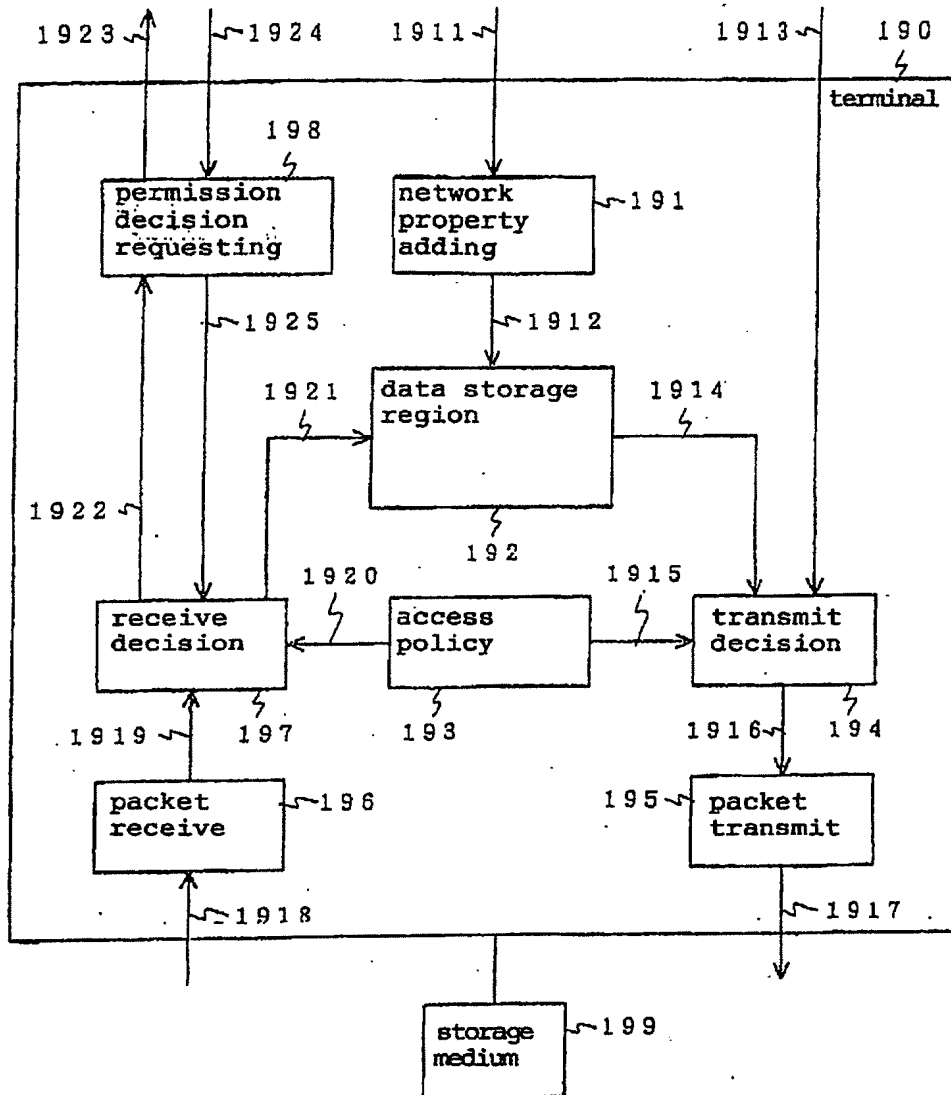 1923
1924
1911
1913
190
terminal
198
permission
decision
requesting
network
property
adding
191
1925
1912
1921
data storage
region
1914
1922
192
1920
1915
receive
decision
access
policy
transmit
decision
1919
197
193
1916
194
packet
receive
196
195
packet
transmit
1918
1917
storage
medium
199